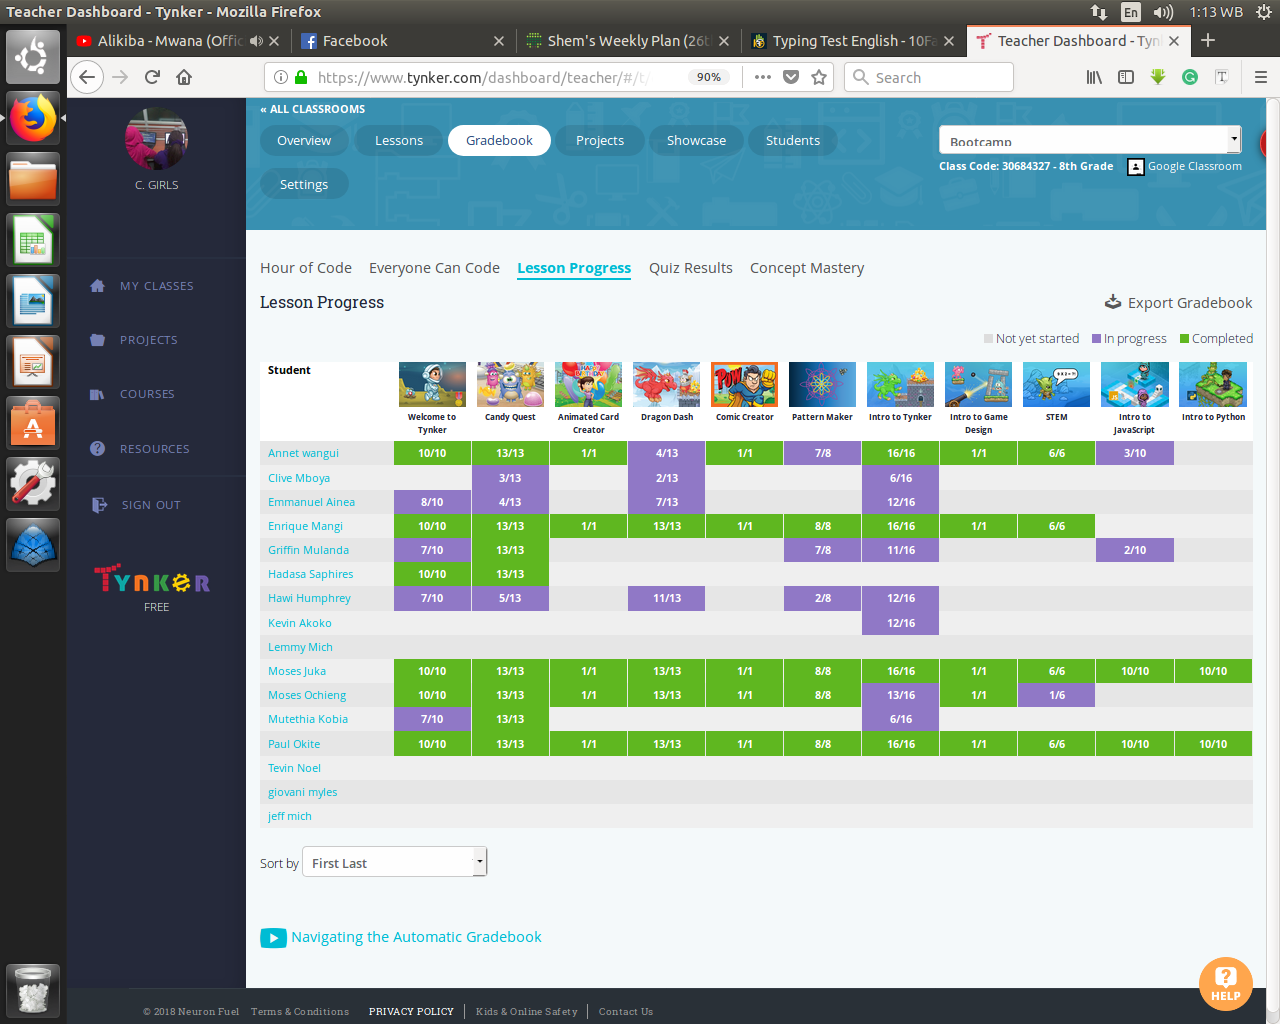 Teacher Dashboard - Tynker - Mozilla Firefox
En
1:13 WB
Alikiba - Mwana (Offic
Facebook
Shem's Weekly Plan (26t
Typing Test English - 10Fa
Teacher Dashboard - Tynk
https://www.tynker.com/dashboard/teacher/#/t/
90%
Search
C. GIRLS
MY CLASSES
PROJECTS
COURSES
RESOURCES
SIGN OUT
TYNKER
FREE
« ALL CLASSROOMS
Overview Lessons Gradebook Projects Showcase Students
Settings
Bootcamp
Class Code: 30684327 - 8th Grade Google Classroom
Hour of Code Everyone Can Code Lesson Progress Quiz Results Concept Mastery
Lesson Progress
Export Gradebook
Not yet started In progress Completed
Student Welcome to Tynker Candy Quest Animated Card Creator Dragon Dash Comic Creator Pattern Maker Intro to Tynker Intro to Game Design STEM Intro to JavaScript Intro to Python
Annet wangui 10/10 13/13 1/1 4/13 1/1 7/8 16/16 1/1 6/6 3/10
Clive Mboya 3/13 2/13 6/16
Emmanuel Ainea 8/10 4/13 7/13 12/16
Enrique Mangi 10/10 13/13 1/1 13/13 1/1 8/8 16/16 1/1 6/6
Griffin Mulanda 7/10 13/13 7/8 11/16 2/10
Hadasa Saphires 10/10 13/13
Hawi Humphrey 7/10 5/13 11/13 2/8 12/16
Kevin Akoko 12/16
Lemmy Mich
Moses Juka 10/10 13/13 1/1 13/13 1/1 8/8 16/16 1/1 6/6 10/10 10/10
Moses Ochieng 10/10 13/13 1/1 13/13 1/1 8/8 13/16 1/1 1/6
Mutethia Kobia 7/10 13/13 6/16
Paul Okite 10/10 13/13 1/1 13/13 1/1 8/8 16/16 1/1 6/6 10/10 10/10
Tevin Noel
giovani myles
jeff mich
Sort by First Last
Navigating the Automatic Gradebook
HELP
© 2018 Neuron Fuel Terms & Conditions PRIVACY POLICY Kids & Online Safety Contact Us